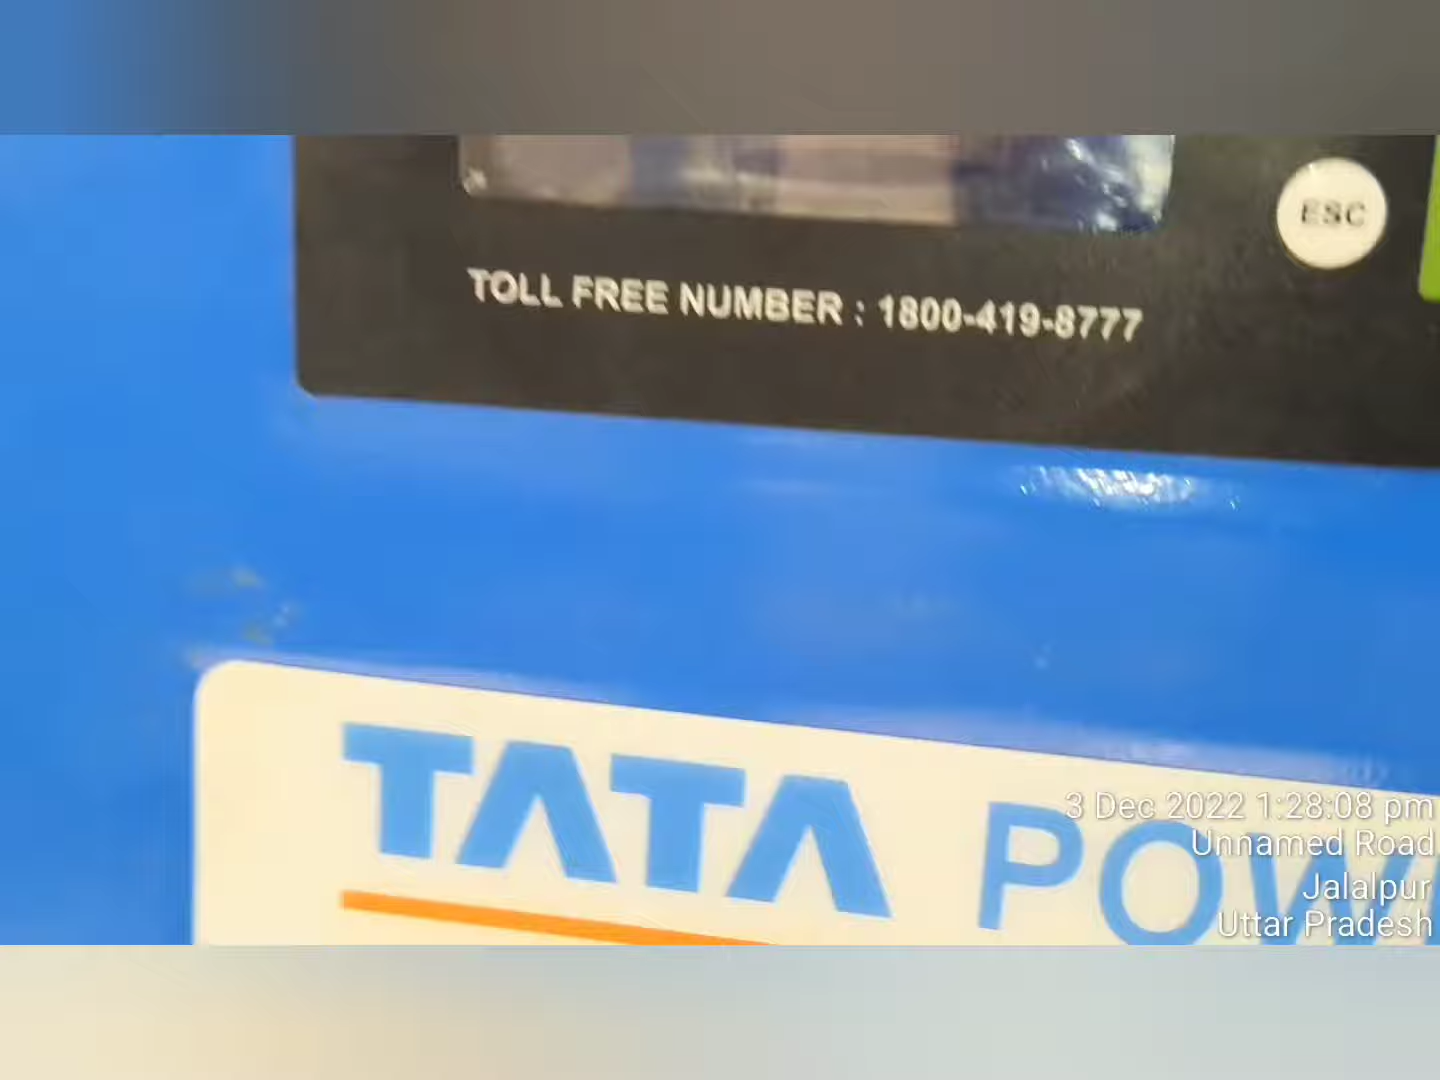 ESC
TOLL FREE NUMBER : 1800-419-8777
TATA
3 Dec 2022 1:28:08 pm
Unnamed Road
Jalalpur
Uttar Pradesh